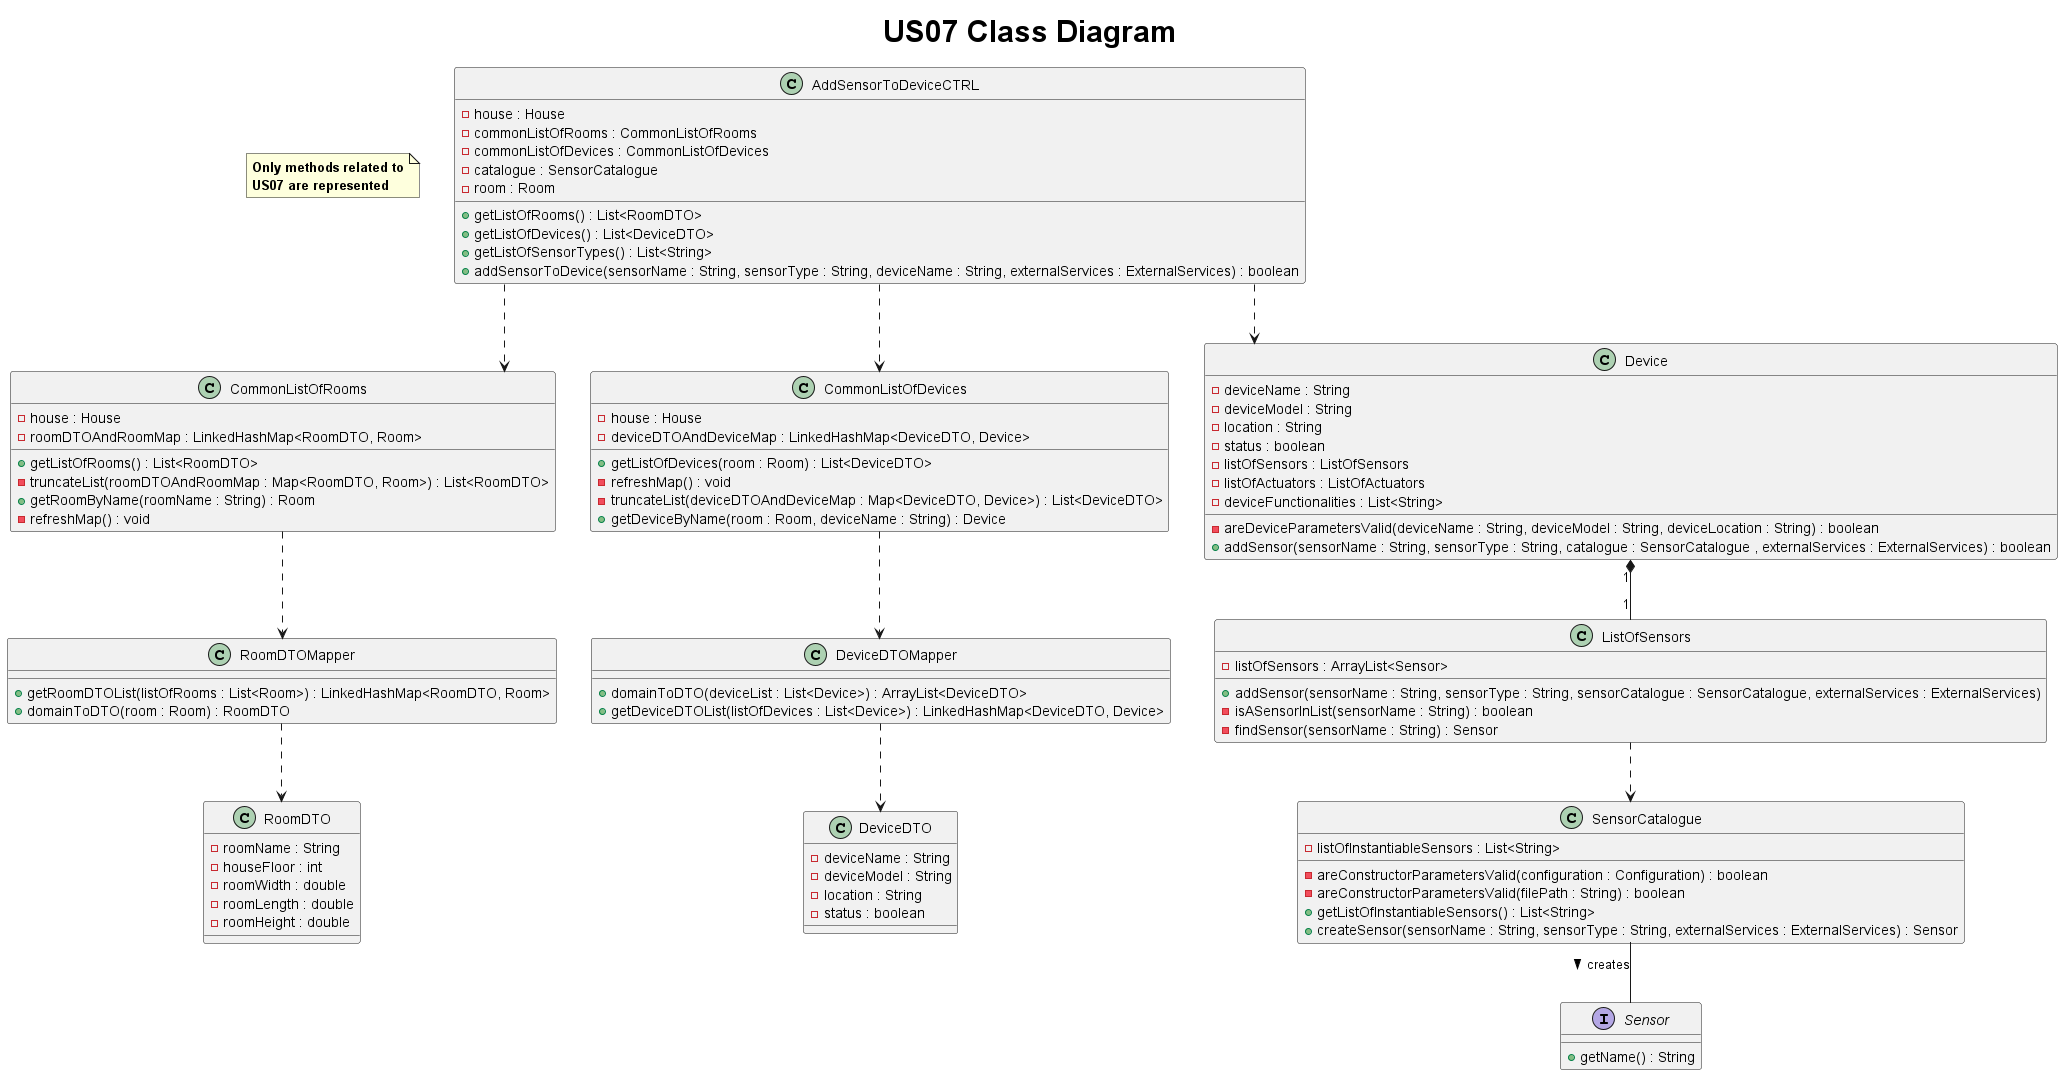 US07 Class Diagram
AddSensorToDeviceCTRL
house : House
commonListOfRooms : CommonListOfRooms
commonListOfDevices : CommonListOfDevices
catalogue : SensorCatalogue
room : Room
getListOfRooms() : List<RoomDTO>
getListOfDevices() : List<DeviceDTO>
getListOfSensorTypes() : List<String>
addSensorToDevice(sensorName : String, sensorType : String, deviceName : String, externalServices : ExternalServices) : boolean
Only methods related to
US07 are represented
CommonListOfRooms
house : House
roomDTOAndRoomMap : LinkedHashMap<RoomDTO, Room>
getListOfRooms() : List<RoomDTO>
truncateList(roomDTOAndRoomMap : Map<RoomDTO, Room>) : List<RoomDTO>
getRoomByName(roomName : String) : Room
refreshMap() : void
CommonListOfDevices
house : House
deviceDTOAndDeviceMap : LinkedHashMap<DeviceDTO, Device>
getListOfDevices(room : Room) : List<DeviceDTO>
refreshMap() : void
truncateList(deviceDTOAndDeviceMap : Map<DeviceDTO, Device>) : List<DeviceDTO>
getDeviceByName(room : Room, deviceName : String) : Device
Device
deviceName : String
deviceModel : String
location : String
status : boolean
listOfSensors : ListOfSensors
listOfActuators : ListOfActuators
deviceFunctionalities : List<String>
areDeviceParametersValid(deviceName : String, deviceModel : String, deviceLocation : String) : boolean
addSensor(sensorName : String, sensorType : String, catalogue : SensorCatalogue , externalServices : ExternalServices) : boolean
1
1
RoomDTOMapper
getRoomDTOList(listOfRooms : List<Room>) : LinkedHashMap<RoomDTO, Room>
domainToDTO(room : Room) : RoomDTO
DeviceDTOMapper
domainToDTO(deviceList : List<Device>) : ArrayList<DeviceDTO>
getDeviceDTOList(listOfDevices : List<Device>) : LinkedHashMap<DeviceDTO, Device>
ListOfSensors
listOfSensors : ArrayList<Sensor>
addSensor(sensorName : String, sensorType : String, sensorCatalogue : SensorCatalogue, externalServices : ExternalServices)
isASensorInList(sensorName : String) : boolean
findSensor(sensorName : String) : Sensor
RoomDTO
roomName : String
houseFloor : int
roomWidth : double
roomLength : double
roomHeight : double
DeviceDTO
deviceName : String
deviceModel : String
location : String
status : boolean
SensorCatalogue
listOfInstantiableSensors : List<String>
areConstructorParametersValid(configuration : Configuration) : boolean
areConstructorParametersValid(filePath : String) : boolean
getListOfInstantiableSensors() : List<String>
createSensor(sensorName : String, sensorType : String, externalServices : ExternalServices) : Sensor
creates
Sensor
getName() : String